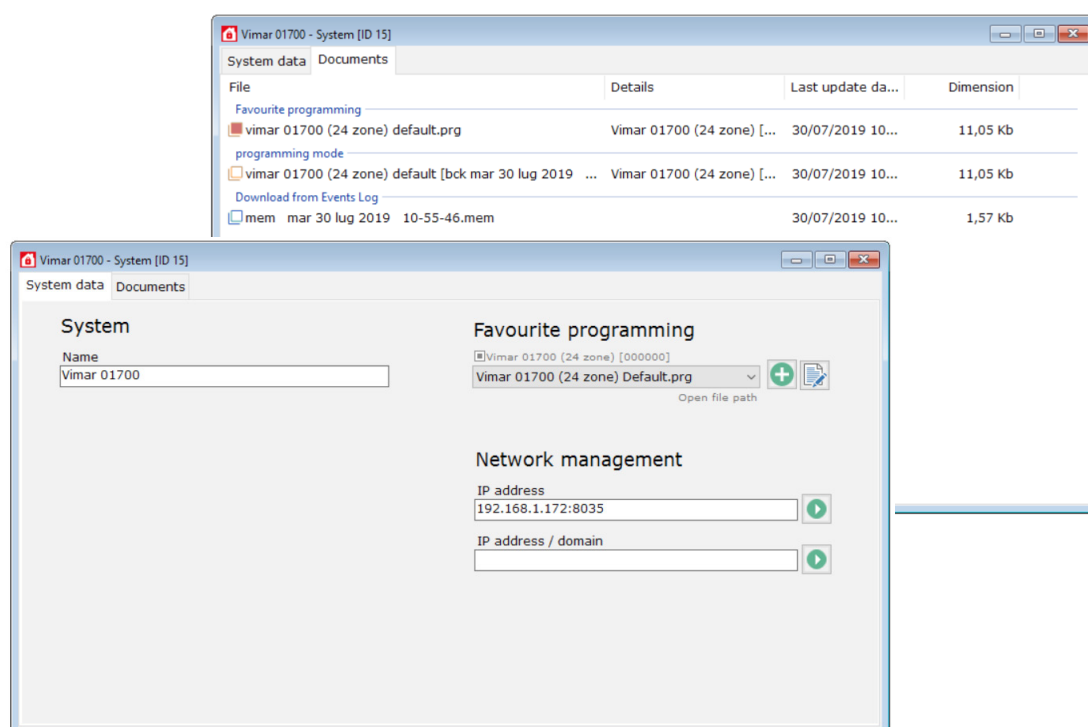 Vimar 01700 - System [ID 15]
System data Documents
File Details Last update da... Dimension
Favourite programming
vimar 01700 (24 zone) default.prg Vimar 01700 (24 zone) [... 30/07/2019 10... 11,05 Kb
programming mode
vimar 01700 (24 zone) default [bck mar 30 lug 2019 ... Vimar 01700 (24 zone) [... 30/07/2019 10... 11,05 Kb
Download from Events Log
mem mar 30 lug 2019 10-55-46.mem 30/07/2019 10... 1,57 Kb
Vimar 01700 - System [ID 15]
System data Documents
System
Name
Vimar 01700
Favourite programming
Vimar 01700 (24 zone) [000000]
Vimar 01700 (24 zone) Default.prg
Open file path
Network management
IP address
192.168.1.172:8035
IP address / domain